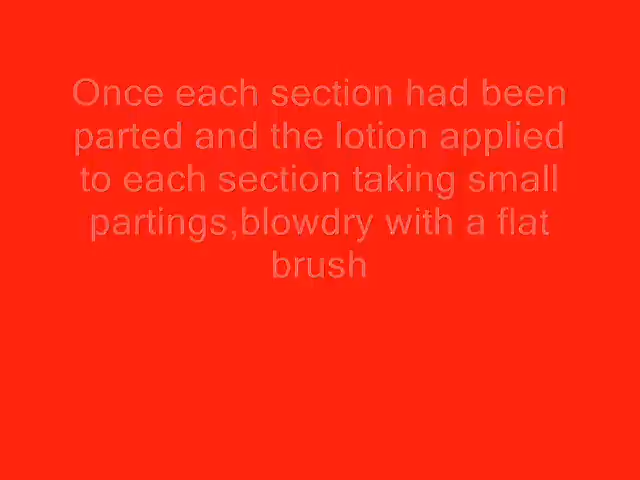 Once each section had been
parted and the lotion applied
to each section taking small
partings,blowdry with a flat
brush